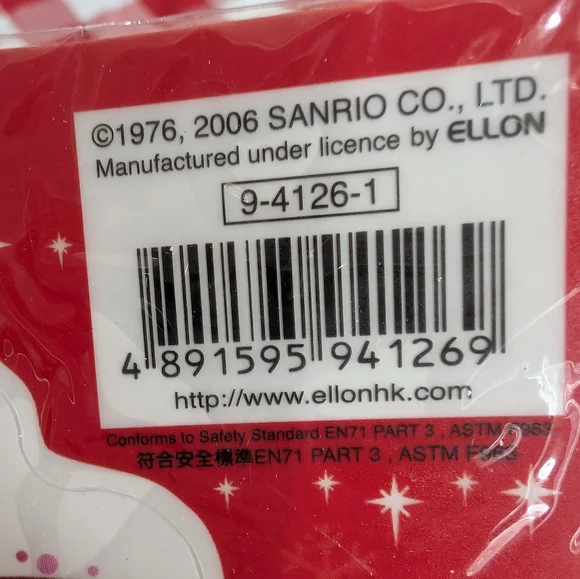 ©1976, 2006 SANRIO CO., LTD.
Manufactured under licence by ELLON
9-4126-1
4 891595 941269
http://www.ellonhk.com
Conforms to Safety Standard EN71 PART 3 , ASTM F963
符合安全標準EN71 PART 3 , ASTM F963